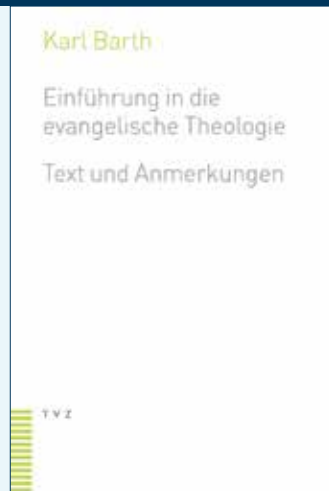 Karl Barth
Einführung in die
evangelische Theologie
Text und Anmerkungen
TVZ